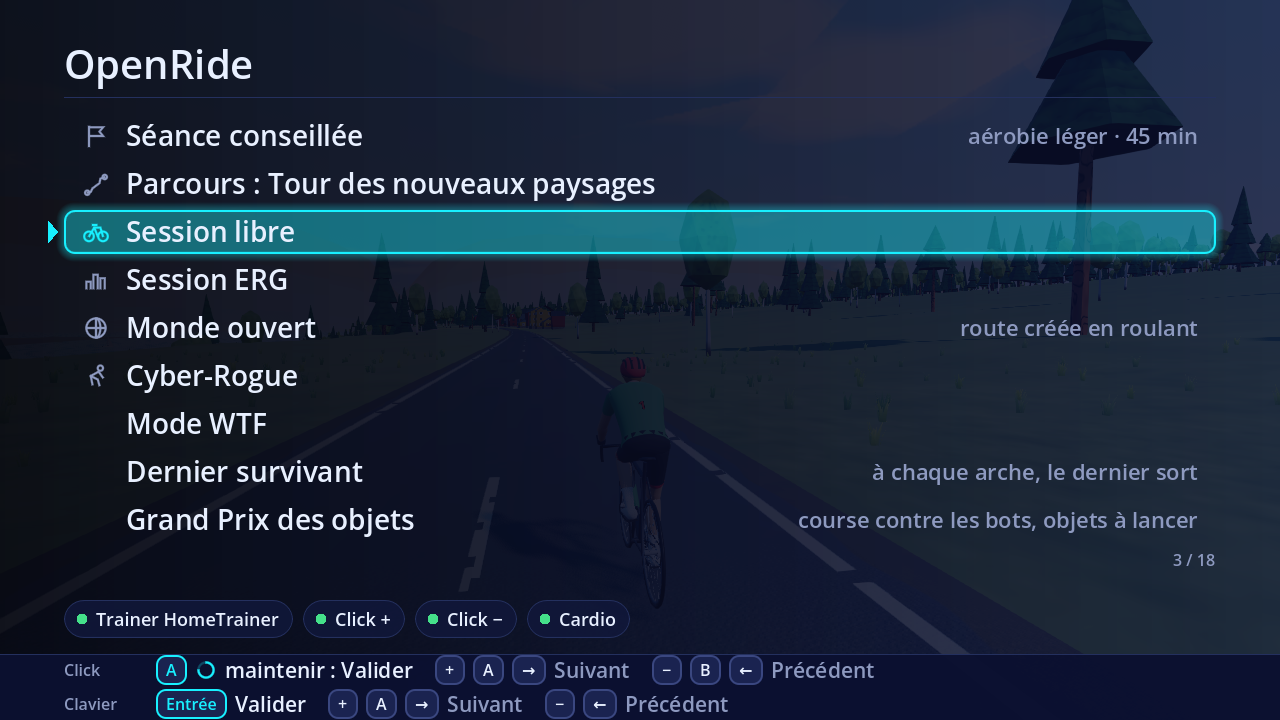 OpenRide
Séance conseillée aérobie léger · 45 min
Parcours : Tour des nouveaux paysages
Session libre
Session ERG
Monde ouvert route créée en roulant
Cyber-Rogue
Mode WTF
Dernier survivant à chaque arche, le dernier sort
Grand Prix des objets course contre les bots, objets à lancer
3 / 18
Trainer HomeTrainer Click + Click − Cardio
Click A maintenir : Valider + A → Suivant − B ← Précédent
Clavier Entrée Valider + A → Suivant − ← Précédent